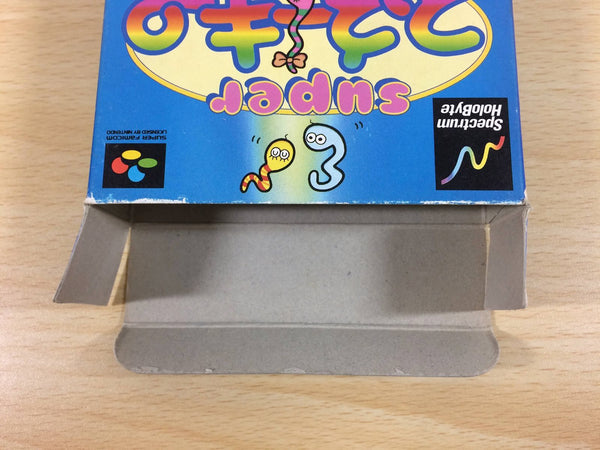 Spectrum
HoloByte
SUPER FAMICOM
LICENSED BY NINTENDO
super